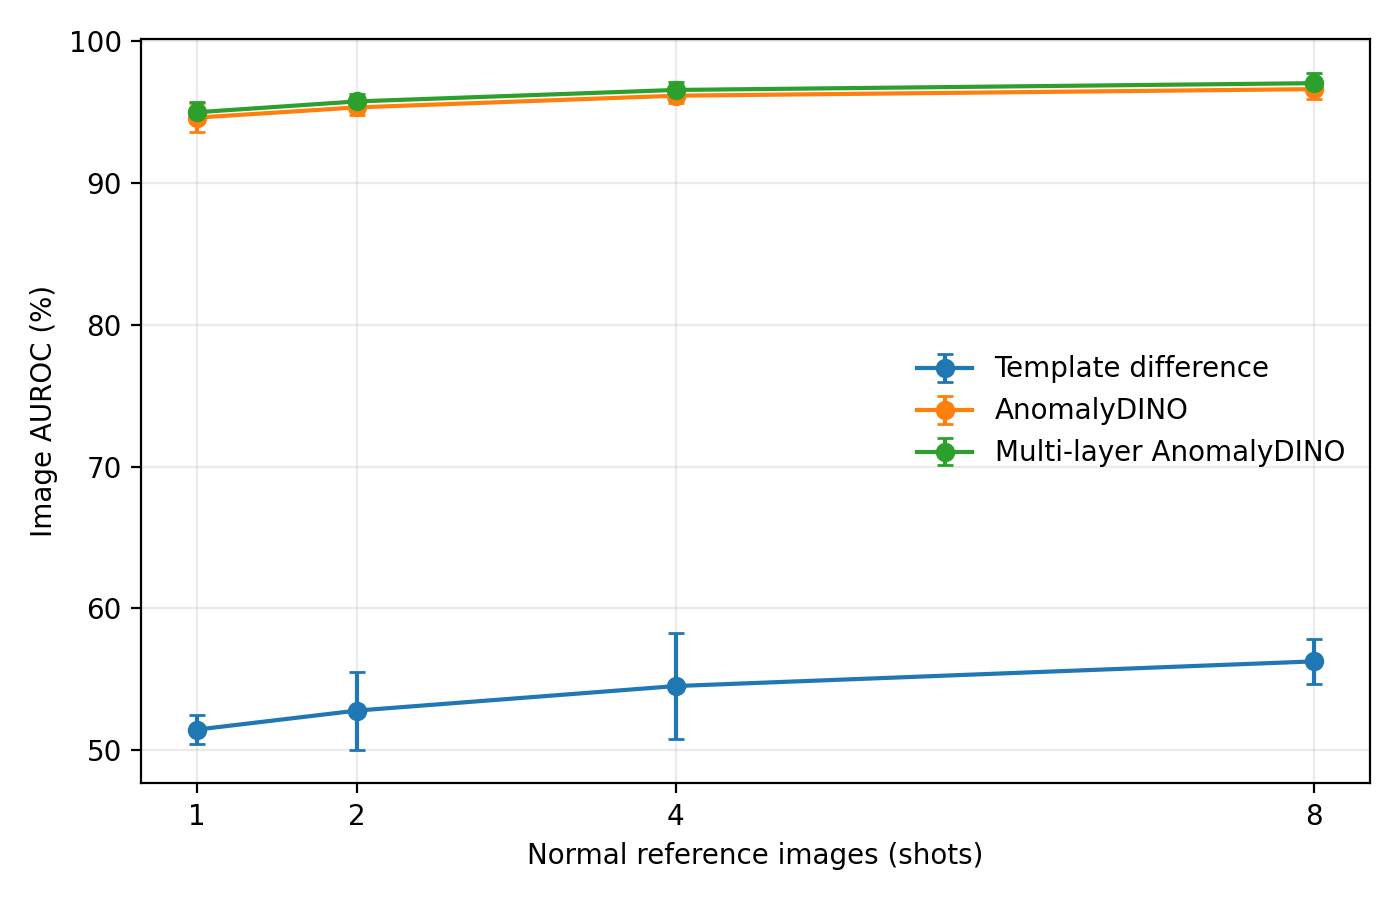 100
90
80
70
60
50
Image AUROC (%)
Template difference
AnomalyDINO
Multi-layer AnomalyDINO
1 2 4 8
Normal reference images (shots)